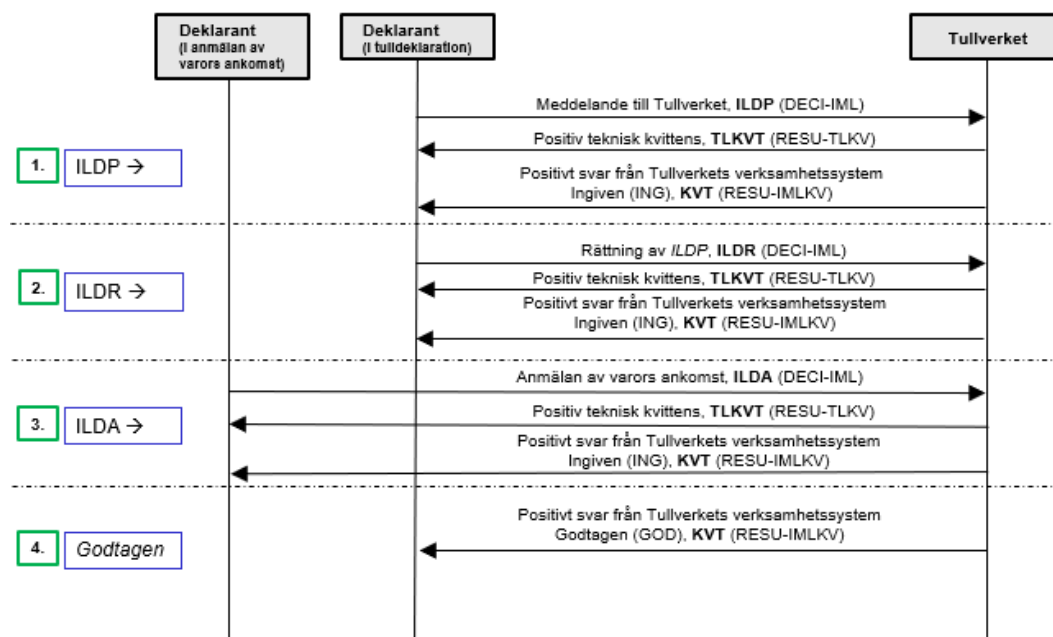 Deklarant
(I anmälan av
varors ankomst)
Deklarant
(I tulldeklaration)
Tullverket
Meddelande till Tullverket, ILDP (DECI-IML)
Positiv teknisk kvittens, TLKVT (RESU-TLKV)
1.
ILDP →
Positivt svar från Tullverkets verksamhetssystem
Ingiven (ING), KVT (RESU-IMLKV)
Rättning av ILDP, ILDR (DECI-IML)
2.
ILDR →
Positiv teknisk kvittens, TLKVT (RESU-TLKV)
Positivt svar från Tullverkets verksamhetssystem
Ingiven (ING), KVT (RESU-IMLKV)
Anmälan av varors ankomst, ILDA (DECI-IML)
3.
ILDA →
Positiv teknisk kvittens, TLKVT (RESU-TLKV)
Positivt svar från Tullverkets verksamhetssystem
Ingiven (ING), KVT (RESU-IMLKV)
4.
Godtagen
Positivt svar från Tullverkets verksamhetssystem
Godtagen (GOD), KVT (RESU-IMLKV)